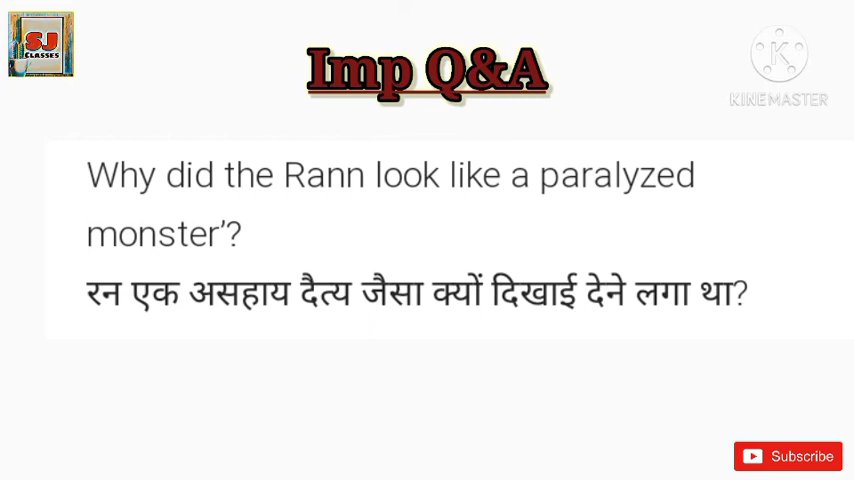 SJ
CLASSES
Imp Q&A
KINEMASTER
Why did the Rann look like a paralyzed
monster’?
रन एक असहाय दैत्य जैसा क्यों दिखाई देने लगा था?
Subscribe